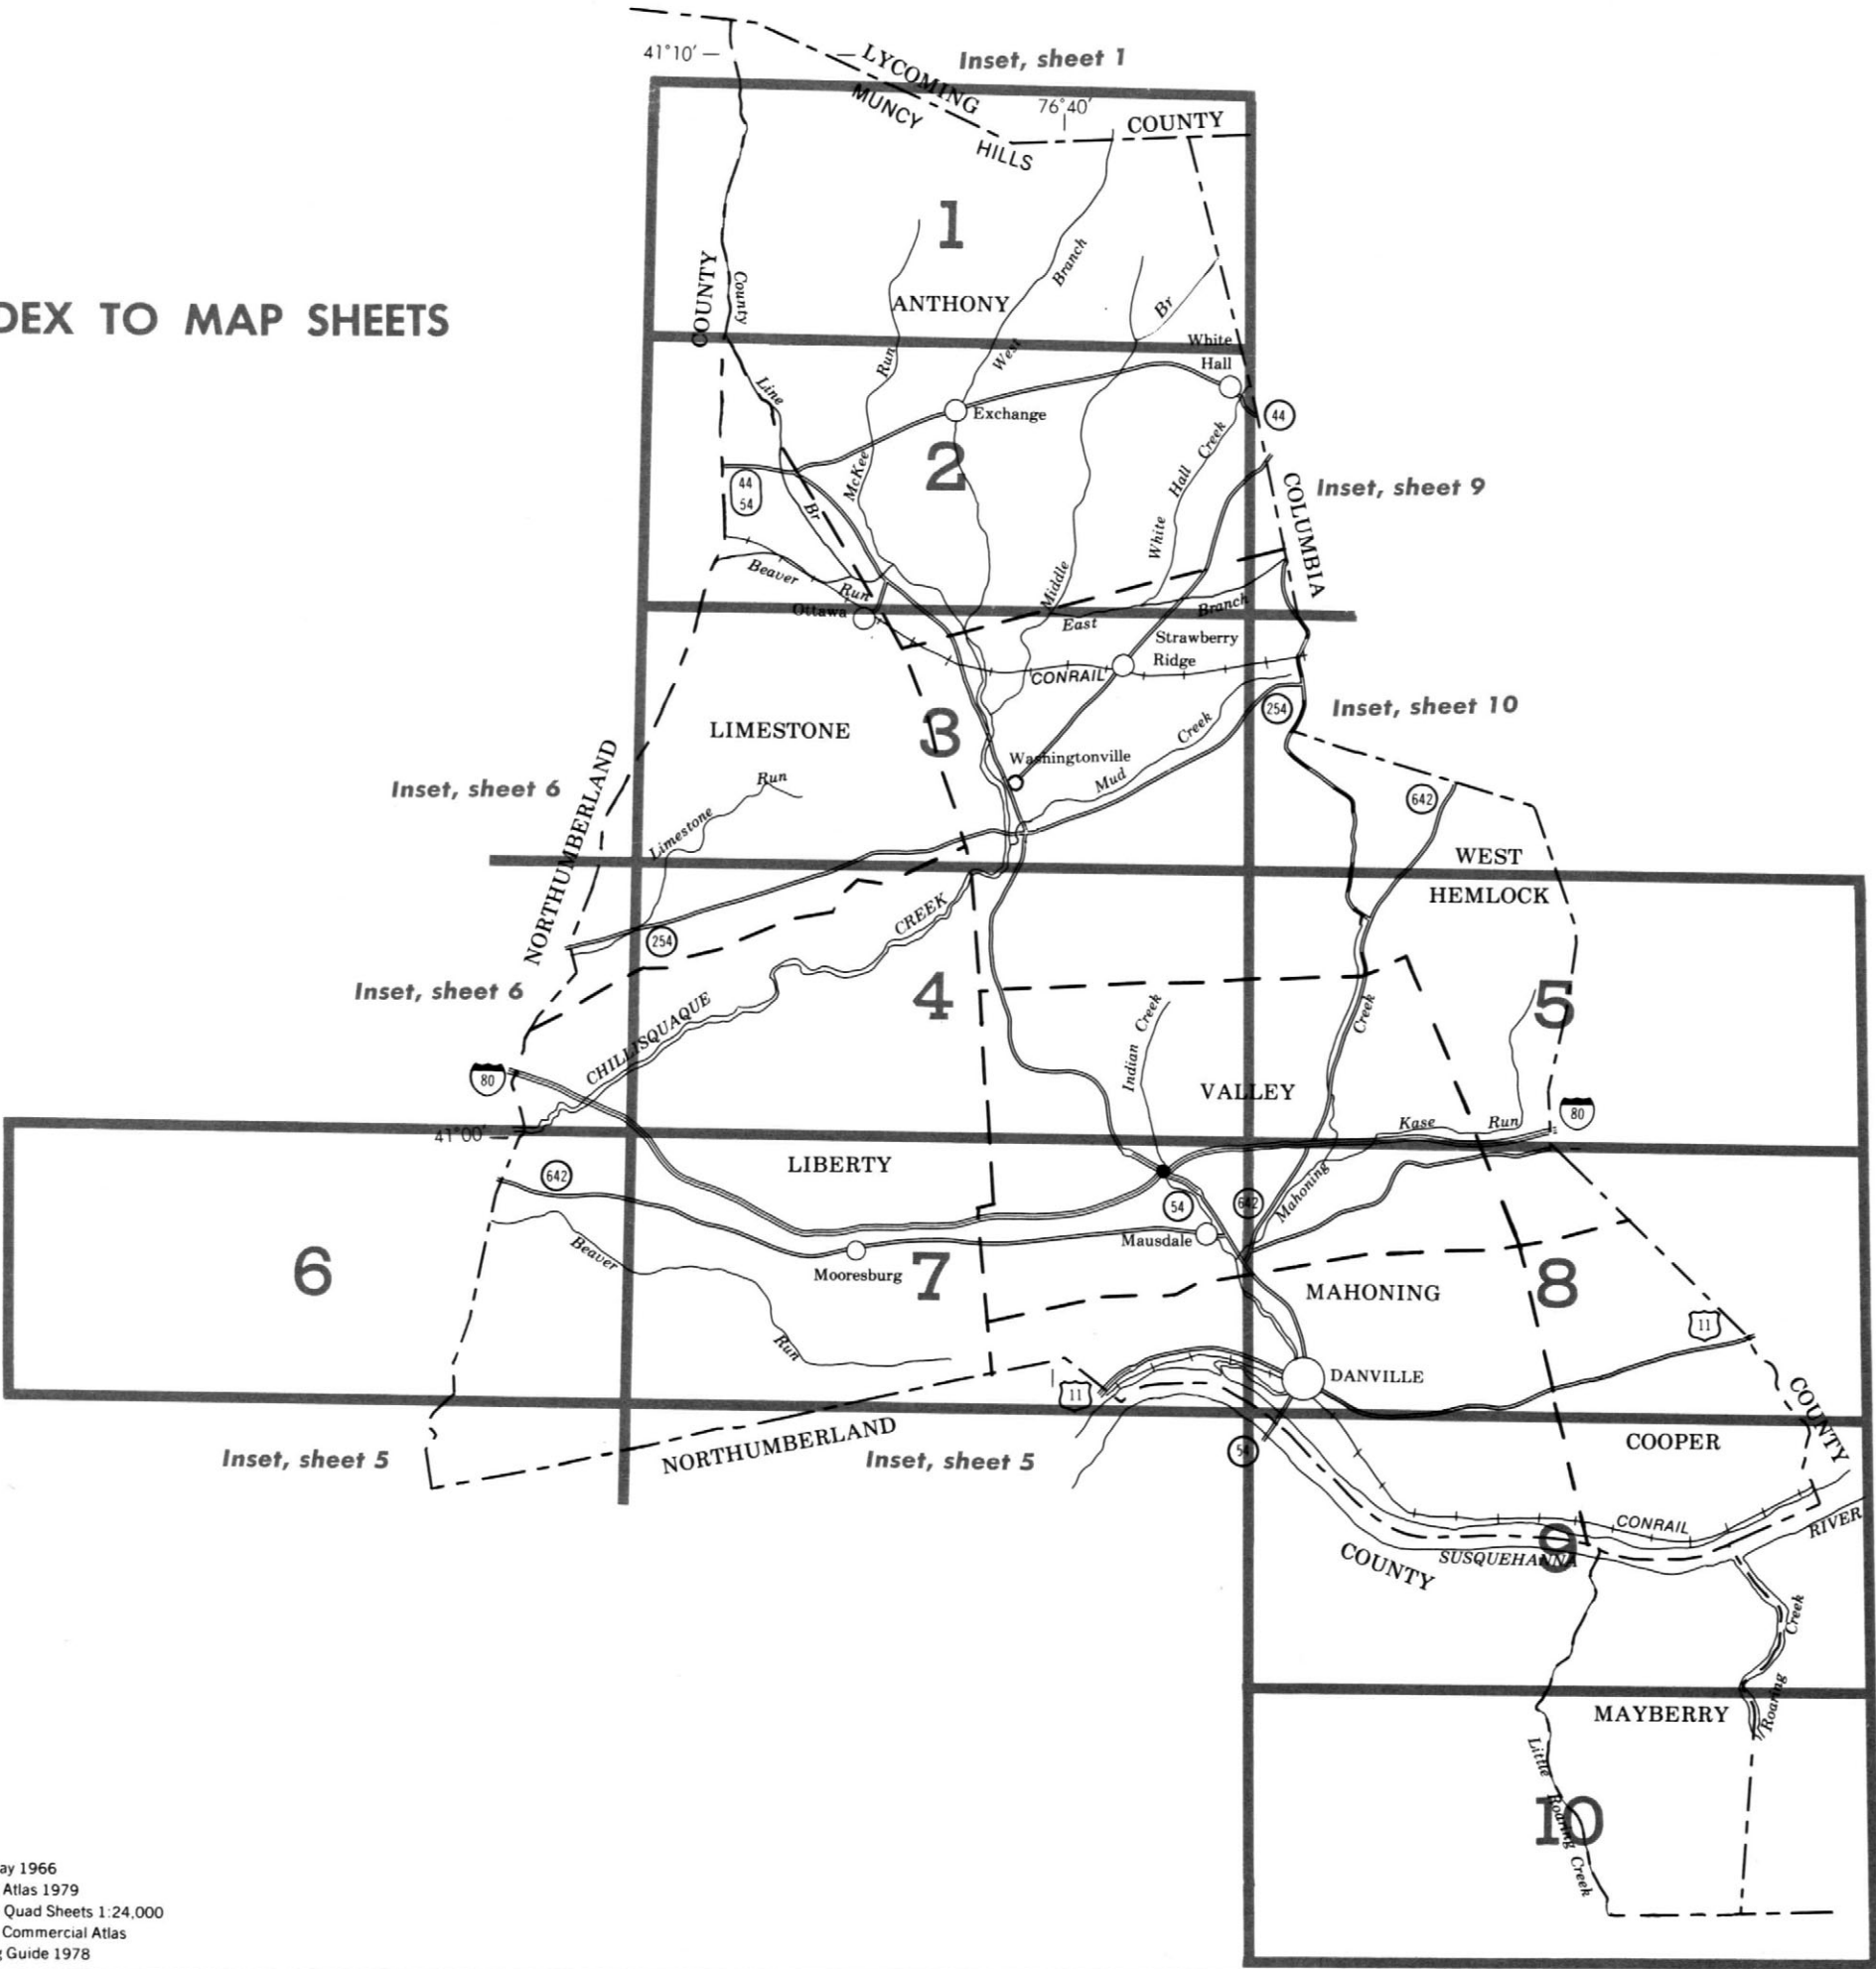 41°10'
LYCOMING
Inset, sheet 1
MUNCY
76°40'
COUNTY
HILLS
1
COUNTY
County
Branch
ANTHONY
Br
DEX TO MAP SHEETS
White
Hall
West
Run
Line
Exchange
44
Creek
2
McKee
Hall
COLUMBIA
Inset, sheet 9
44
54
Br
White
Beaver
Run
Middle
Branch
Ottawa
East
Strawberry
Ridge
CONRAIL
LIMESTONE
3
254
Inset, sheet 10
Creek
Washingtonville
Mud
Run
Inset, sheet 6
NORTHUMBERLAND
Limestone
642
WEST
HEMLOCK
CREEK
254
Inset, sheet 6
4
5
CHILLISQUAQUE
Indian Creek
Creek
80
VALLEY
80
Kase Run
41°00'
LIBERTY
642
54
642
Mahoning
Mausdale
Beaver
6
Mooresburg
7
MAHONING
8
11
Run
DANVILLE
11
COUNTY
NORTHUMBERLAND
Inset, sheet 5
Inset, sheet 5
54
COOPER
CONRAIL
RIVER
9
SUSQUEHANNA
COUNTY
Creek
Roaring
MAYBERRY
Little Roaring Creek
10
ay 1966
Atlas 1979
Quad Sheets 1:24,000
Commercial Atlas
g Guide 1978